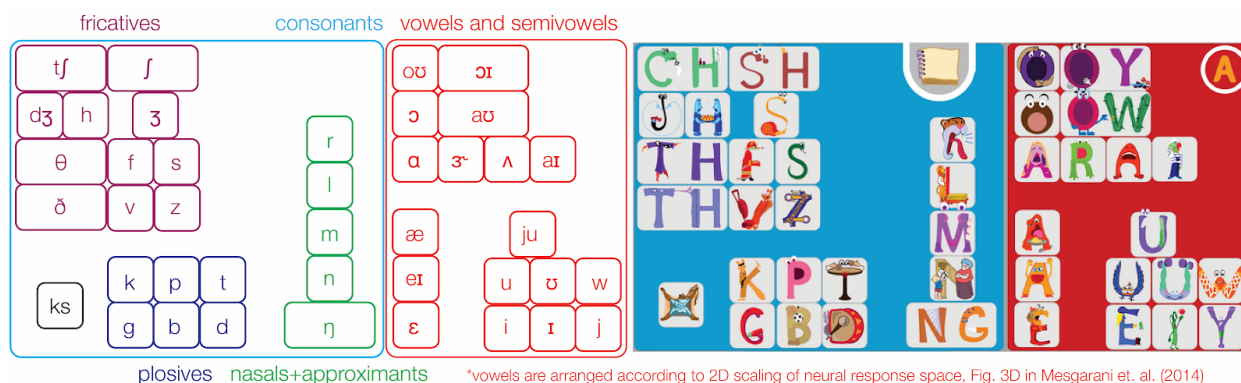 fricatives consonants vowels and semivowels
tʃ ʃ oʊ ɔɪ CH SH O OY A
dʒ h ʒ ɔ aʊ J H S O OW
r R
θ f s ɑ ɝ ʌ aɪ TH F S A R A I
l L
ð v z TH V Z
m æ ju M A U
k p t n eɪ u ʊ w K P T N A U U W
ks X
g b d ŋ ɛ i ɪ j G B D NG E E I Y
plosives nasals+approximants *vowels are arranged according to 2D scaling of neural response space, Fig. 3D in Mesgarani et. al. (2014)